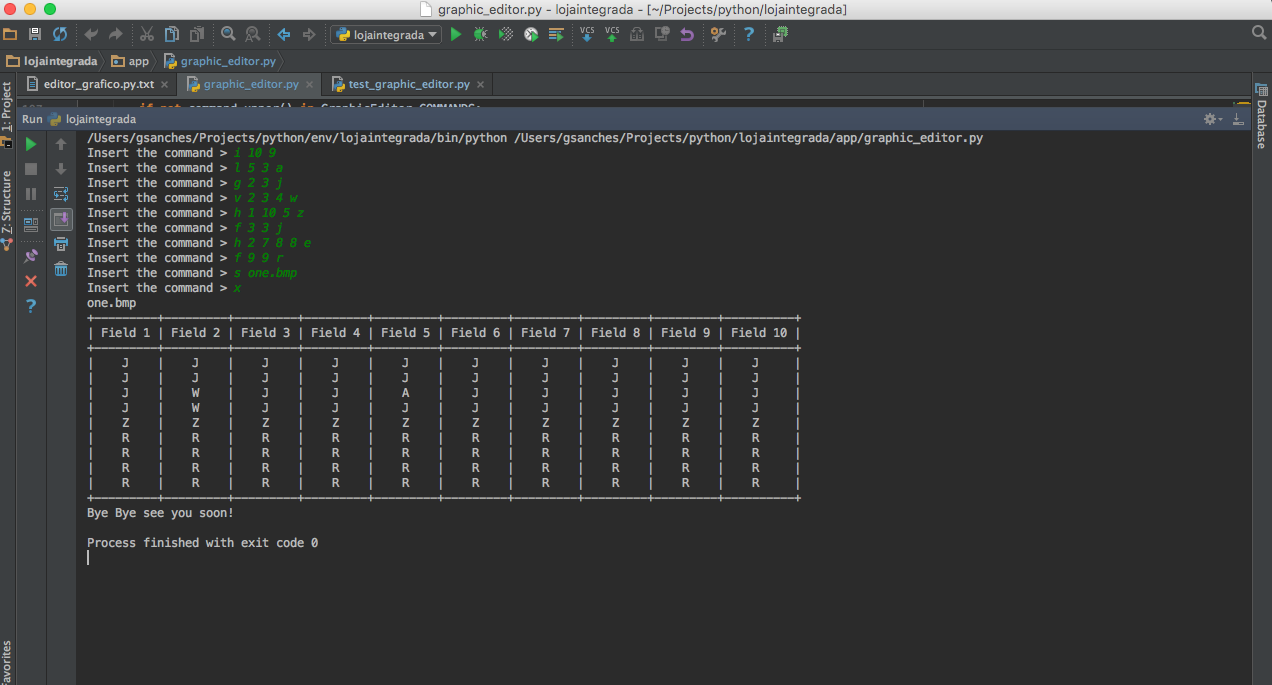 graphic_editor.py - lojaintegrada - [~/Projects/python/lojaintegrada]
lojaintegrada
VCS VCS
lojaintegrada app graphic_editor.py
editor_grafico.py.txt graphic_editor.py test_graphic_editor.py
1: Project
Z: Structure
Favorites
Database
Run lojaintegrada
/Users/gsanches/Projects/python/env/lojaintegrada/bin/python /Users/gsanches/Projects/python/lojaintegrada/app/graphic_editor.py
Insert the command > i 10 9
Insert the command > l 5 3 a
Insert the command > g 2 3 j
Insert the command > v 2 3 4 w
Insert the command > h 1 10 5 z
Insert the command > f 3 3 j
Insert the command > h 2 7 8 8 e
Insert the command > f 9 9 r
Insert the command > s one.bmp
Insert the command > x
one.bmp
+---------+---------+---------+---------+---------+---------+---------+---------+---------+----------+
| Field 1 | Field 2 | Field 3 | Field 4 | Field 5 | Field 6 | Field 7 | Field 8 | Field 9 | Field 10 |
+---------+---------+---------+---------+---------+---------+---------+---------+---------+----------+
|    J    |    J    |    J    |    J    |    J    |    J    |    J    |    J    |    J    |    J     |
|    J    |    J    |    J    |    J    |    J    |    J    |    J    |    J    |    J    |    J     |
|    J    |    W    |    J    |    J    |    A    |    J    |    J    |    J    |    J    |    J     |
|    J    |    W    |    J    |    J    |    J    |    J    |    J    |    J    |    J    |    J     |
|    Z    |    Z    |    Z    |    Z    |    Z    |    Z    |    Z    |    Z    |    Z    |    Z     |
|    R    |    R    |    R    |    R    |    R    |    R    |    R    |    R    |    R    |    R     |
|    R    |    R    |    R    |    R    |    R    |    R    |    R    |    R    |    R    |    R     |
|    R    |    R    |    R    |    R    |    R    |    R    |    R    |    R    |    R    |    R     |
|    R    |    R    |    R    |    R    |    R    |    R    |    R    |    R    |    R    |    R     |
+---------+---------+---------+---------+---------+---------+---------+---------+---------+----------+
Bye Bye see you soon!
Process finished with exit code 0